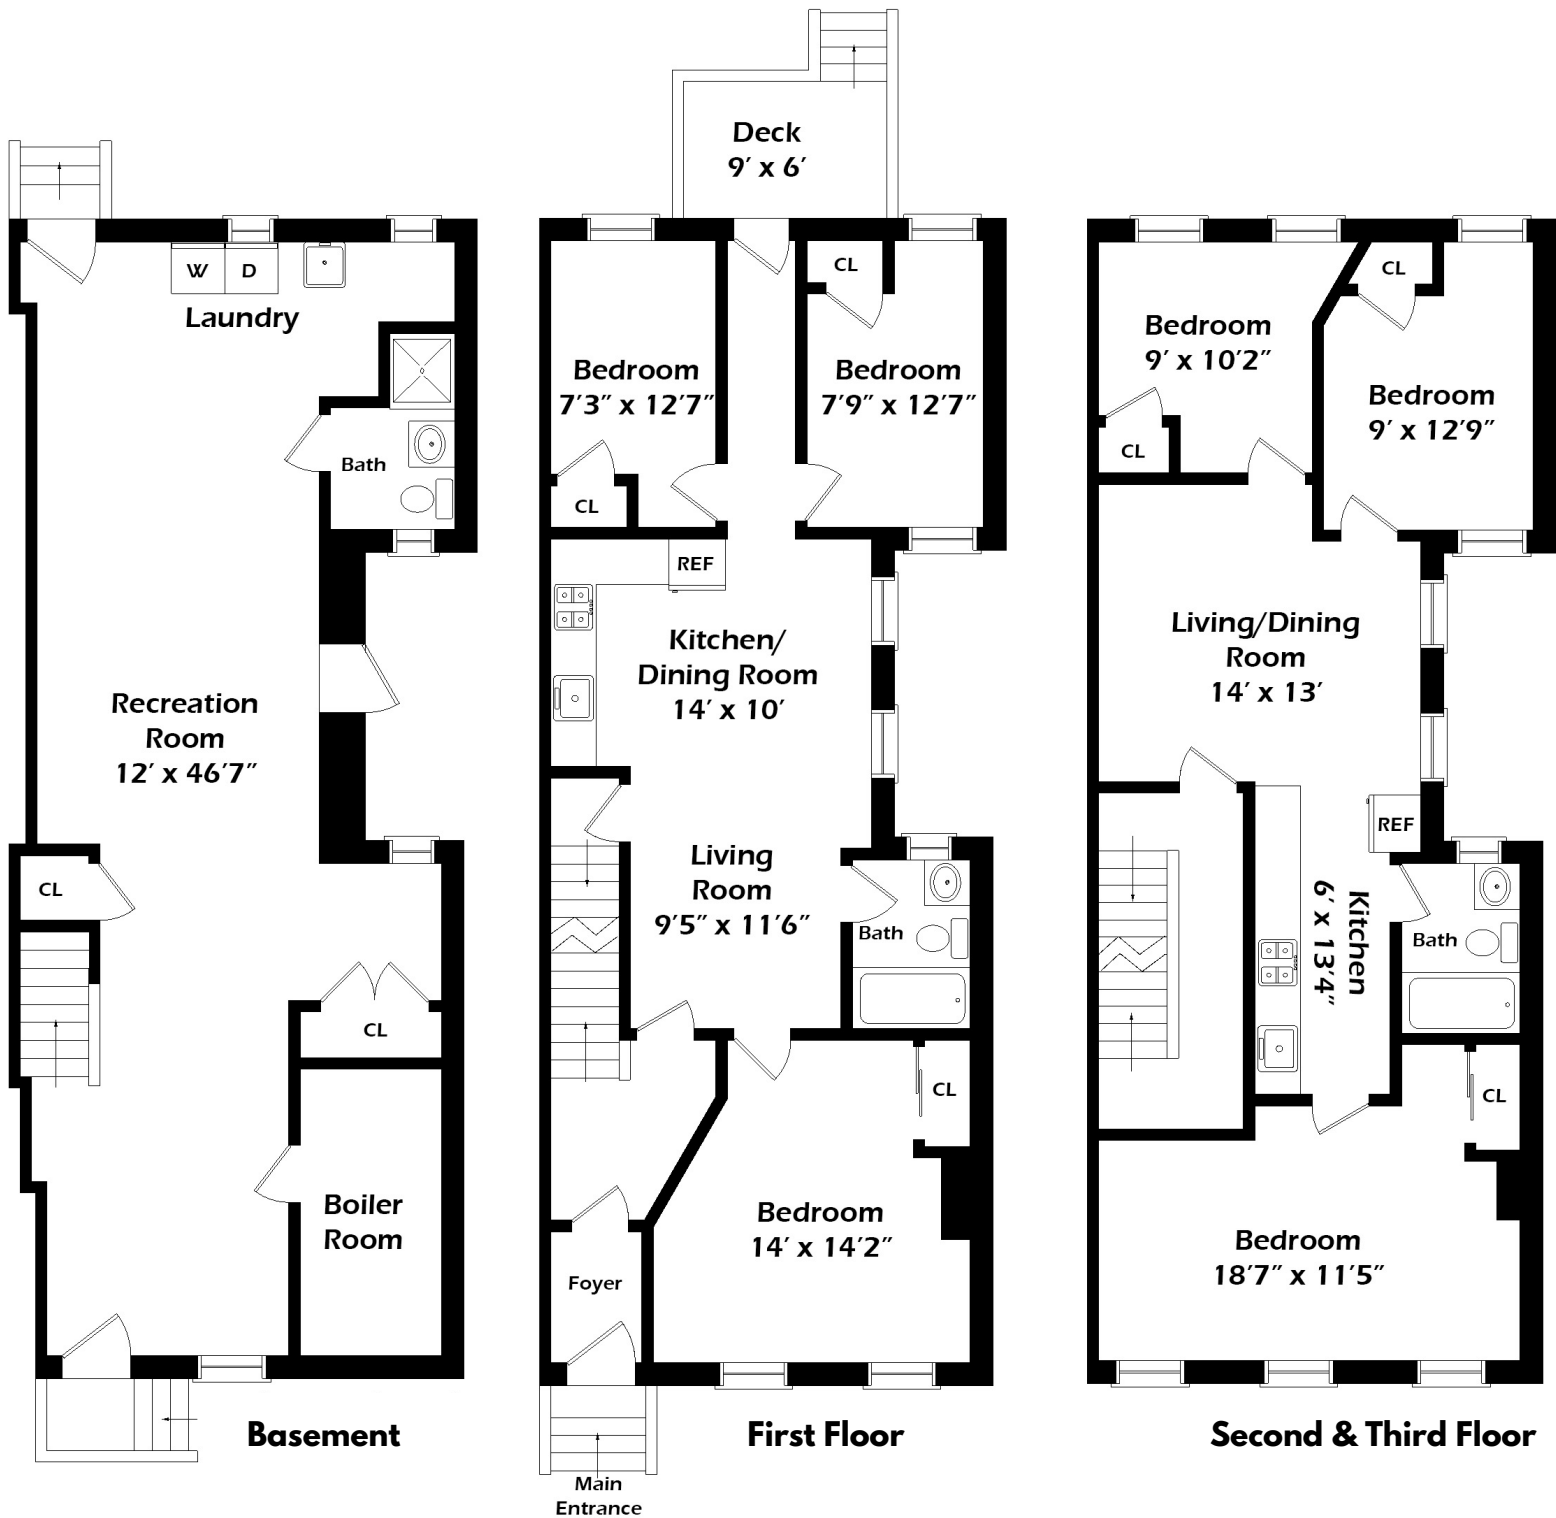 W
D
Laundry
Bath
Recreation
Room
12' x 46'7"
CL
CL
Boiler
Room
Basement
Deck
9' x 6'
CL
Bedroom
7'3" x 12'7"
Bedroom
7'9" x 12'7"
CL
REF
Kitchen/
Dining Room
14' x 10'
Living
Room
9'5" x 11'6"
Bath
CL
Bedroom
14' x 14'2"
Foyer
First Floor
Main
Entrance
CL
Bedroom
9' x 10'2"
Bedroom
9' x 12'9"
CL
Living/Dining
Room
14' x 13'
REF
Kitchen
6' x 13'4"
Bath
CL
Bedroom
18'7" x 11'5"
Second & Third Floor